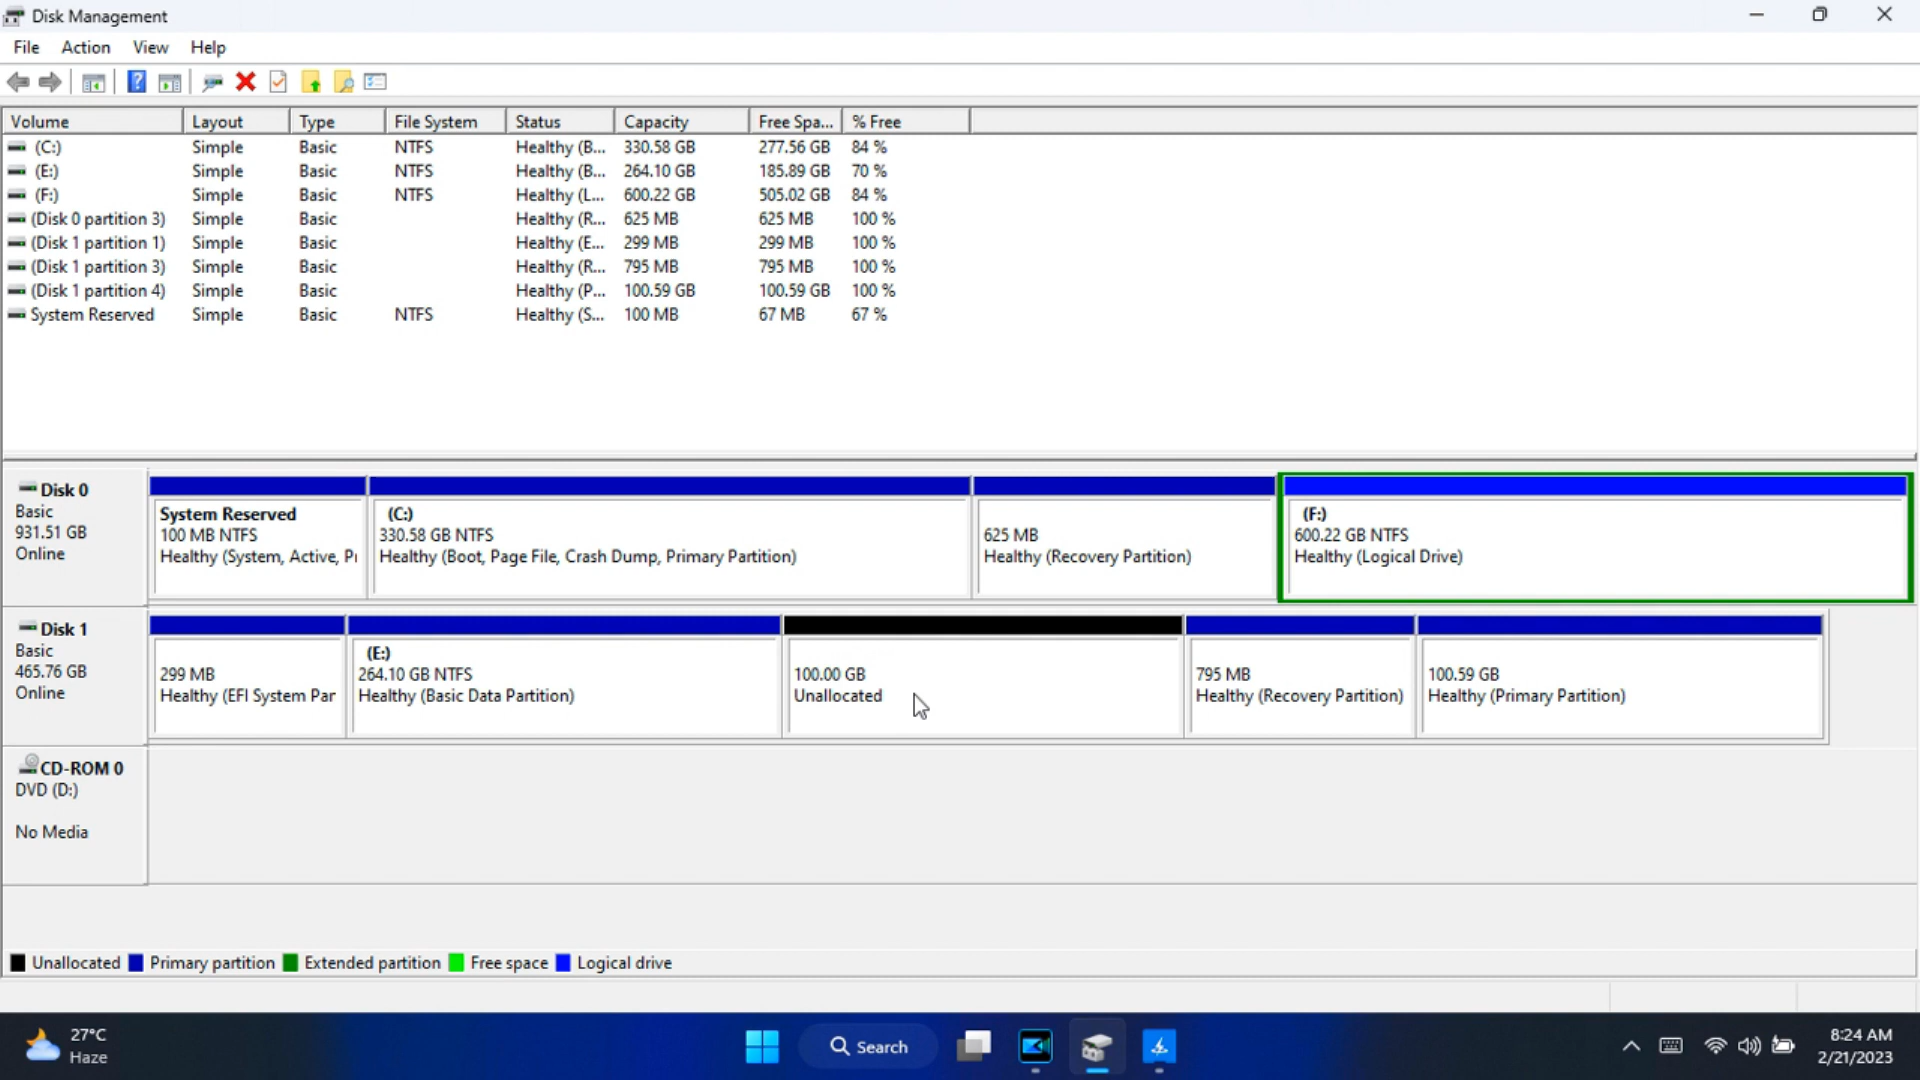 Disk Management
File Action View Help
Volume Layout Type File System Status Capacity Free Spa... % Free
(C:) Simple Basic NTFS Healthy (B... 330.58 GB 277.56 GB 84 %
(E:) Simple Basic NTFS Healthy (B... 264.10 GB 185.89 GB 70 %
(F:) Simple Basic NTFS Healthy (L... 600.22 GB 505.02 GB 84 %
(Disk 0 partition 3) Simple Basic Healthy (R... 625 MB 625 MB 100 %
(Disk 1 partition 1) Simple Basic Healthy (E... 299 MB 299 MB 100 %
(Disk 1 partition 3) Simple Basic Healthy (R... 795 MB 795 MB 100 %
(Disk 1 partition 4) Simple Basic Healthy (P... 100.59 GB 100.59 GB 100 %
System Reserved Simple Basic NTFS Healthy (S... 100 MB 67 MB 67 %
Disk 0
Basic
931.51 GB
Online
System Reserved
100 MB NTFS
Healthy (System, Active, Pr
(C:)
330.58 GB NTFS
Healthy (Boot, Page File, Crash Dump, Primary Partition)
625 MB
Healthy (Recovery Partition)
(F:)
600.22 GB NTFS
Healthy (Logical Drive)
Disk 1
Basic
465.76 GB
Online
299 MB
Healthy (EFI System Par
(E:)
264.10 GB NTFS
Healthy (Basic Data Partition)
100.00 GB
Unallocated
795 MB
Healthy (Recovery Partition)
100.59 GB
Healthy (Primary Partition)
CD-ROM 0
DVD (D:)
No Media
Unallocated Primary partition Extended partition Free space Logical drive
27°C
Haze
Search
8:24 AM
2/21/2023